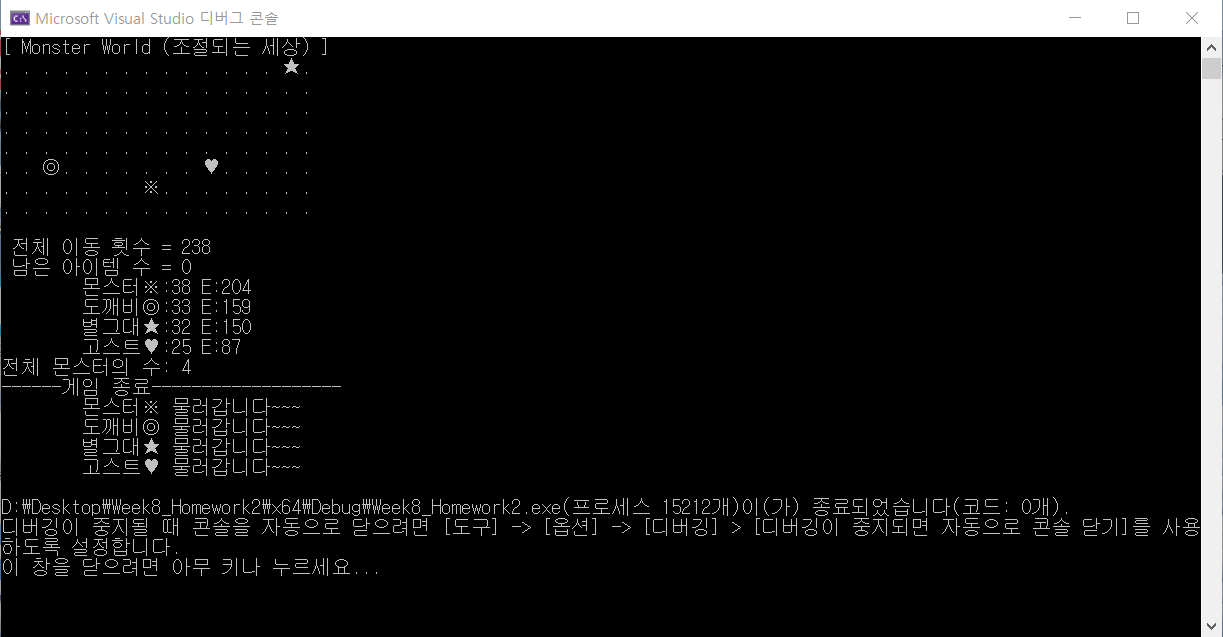 Microsoft Visual Studio 디버그 콘솔
[ Monster World (조절되는 세상) ]
. . . . . . . . . . . . . . ★.
. . . . . . . . . . . . . . . .
. . . . . . . . . . . . . . . .
. . . . . . . . . . . . . . . .
. . . . . . . . . . . . . . . .
. . ◎. . . . . . . ♥. . . . .
. . . . . . . ※. . . . . . . .
. . . . . . . . . . . . . . . .
전체 이동 횟수 = 238
남은 아이템 수 = 0
몬스터※:38 E:204
도깨비◎:33 E:159
별그대★:32 E:150
고스트♥:25 E:87
전체 몬스터의 수: 4
------게임 종료-------------------
몬스터※ 물러갑니다~~~
도깨비◎ 물러갑니다~~~
별그대★ 물러갑니다~~~
고스트♥ 물러갑니다~~~
D:₩Desktop₩Week8_Homework2₩x64₩Debug₩Week8_Homework2.exe(프로세스 15212개)이(가) 종료되었습니다(코드: 0개).
디버깅이 중지될 때 콘솔을 자동으로 닫으려면 [도구] -> [옵션] -> [디버깅] > [디버깅이 중지되면 자동으로 콘솔 닫기]를 사용
하도록 설정합니다.
이 창을 닫으려면 아무 키나 누르세요...